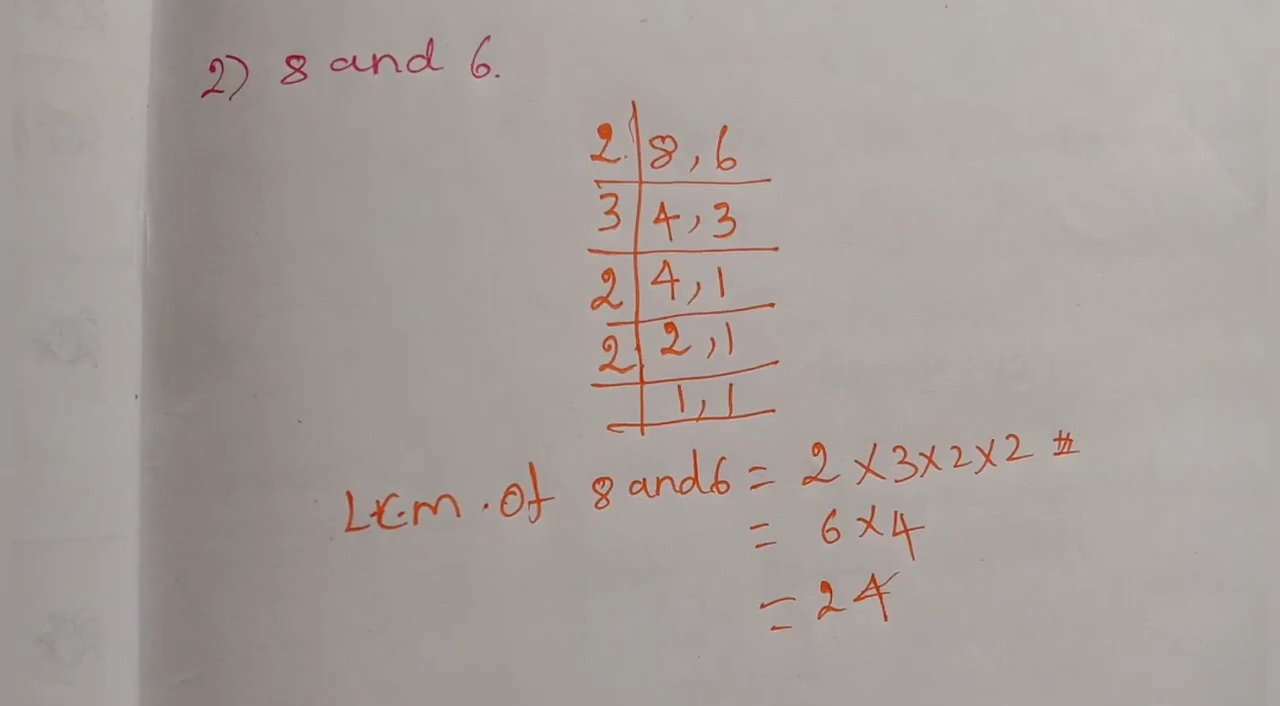 2) 8 and 6.
2 | 8, 6
3 | 4, 3
2 | 4, 1
2 | 2, 1
1, 1
L.C.M. of 8 and 6 = 2 × 3 × 2 × 2
= 6 × 4
= 24